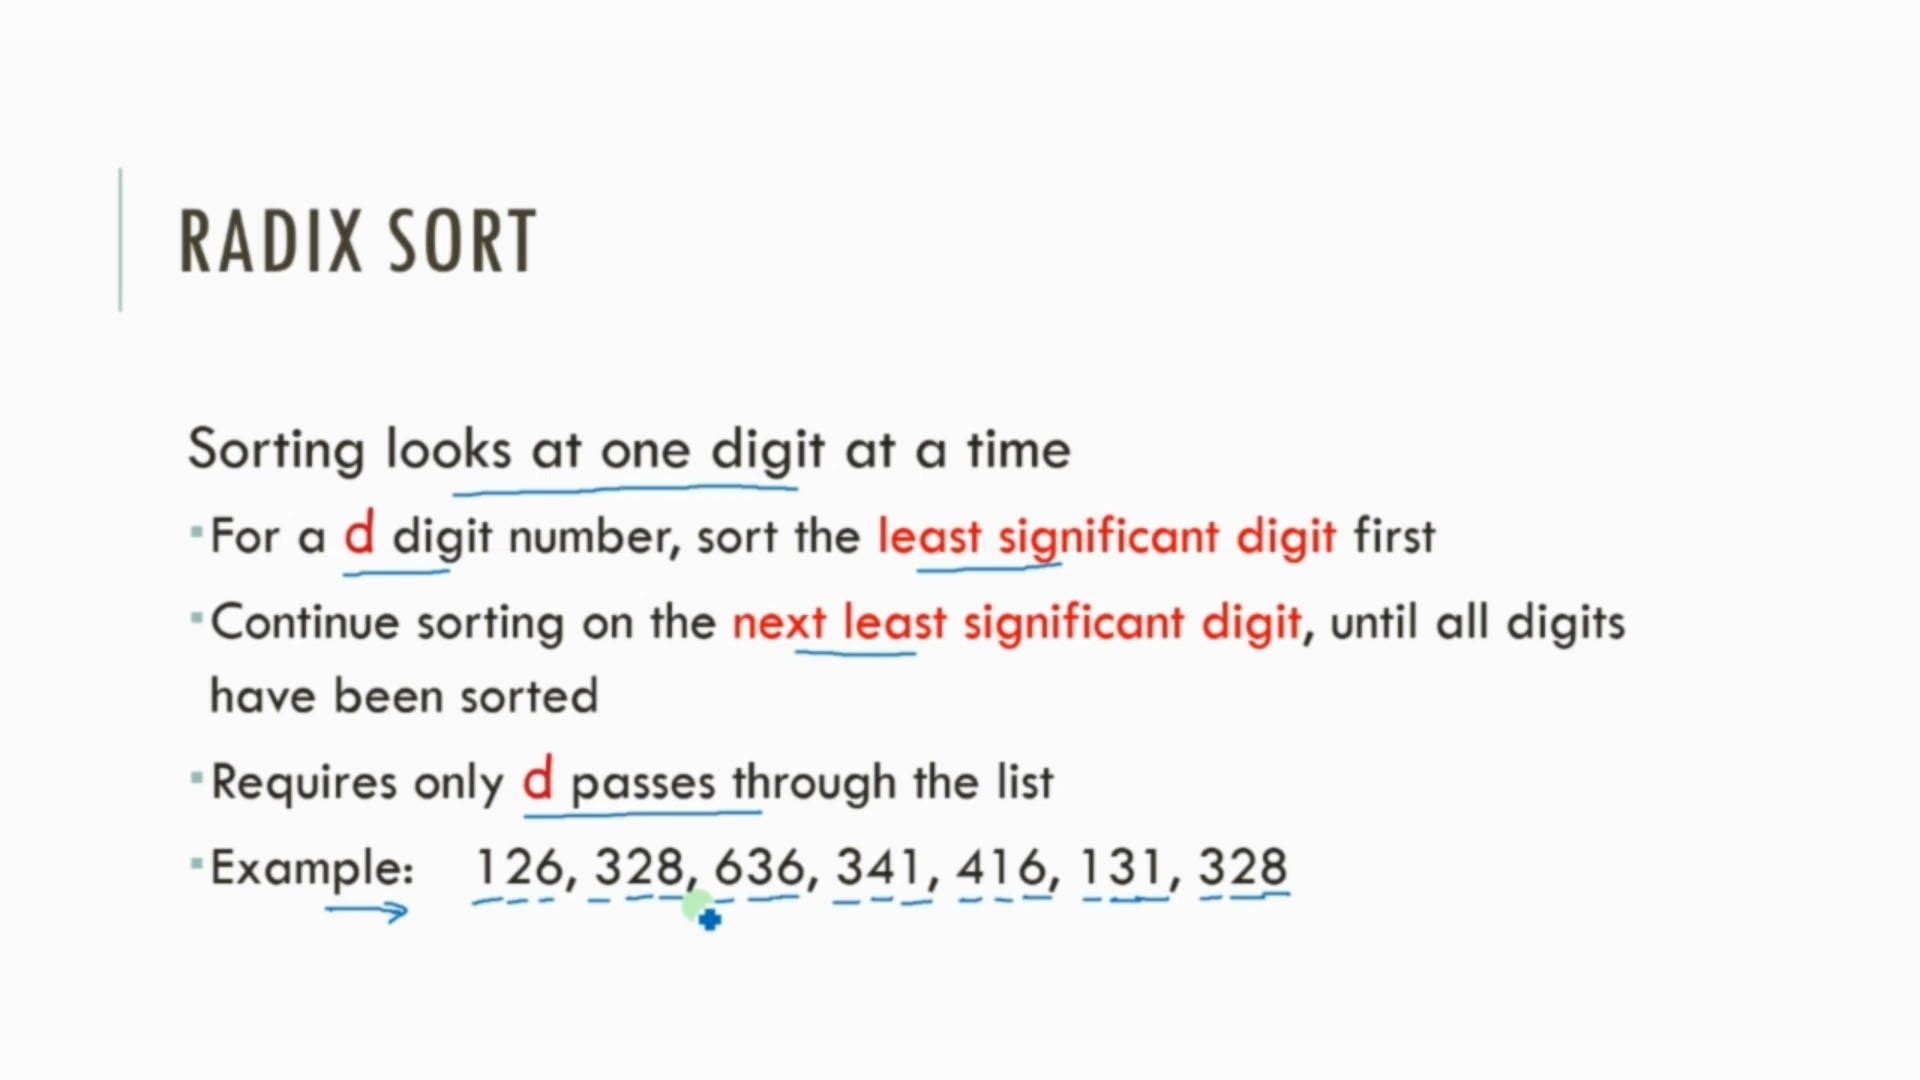 RADIX SORT
Sorting looks at one digit at a time
▪For a d digit number, sort the least significant digit first
▪Continue sorting on the next least significant digit, until all digits
have been sorted
▪Requires only d passes through the list
▪Example: 126, 328, 636, 341, 416, 131, 328